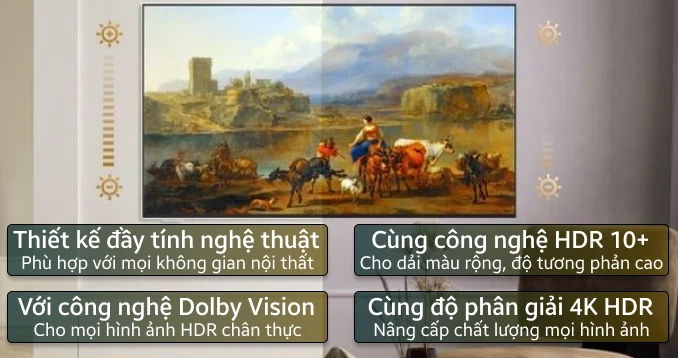 Thiết kế đầy tính nghệ thuật
Phù hợp với mọi không gian nội thất
Cùng công nghệ HDR 10+
Cho dải màu rộng, độ tương phản cao
Với công nghệ Dolby Vision
Cho mọi hình ảnh HDR chân thực
Cùng độ phân giải 4K HDR
Nâng cấp chất lượng mọi hình ảnh